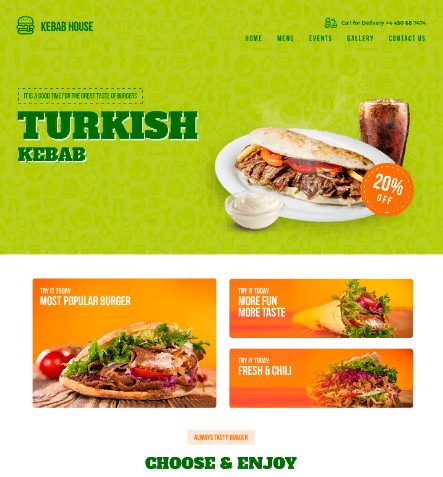 KEBAB HOUSE
Call for Delivery +4 450 68 7474
HOME MENU EVENTS GALLERY CONTACT US
IT IS A GOOD TIME FOR THE GREAT TASTE OF BURGERS
TURKISH
KEBAB
20%
OFF
TRY IT TODAY
MOST POPULAR BURGER
TRY IT TODAY
MORE FUN
MORE TASTE
TRY IT TODAY
FRESH & CHILI
ALWAYS TASTY BURGER
CHOOSE & ENJOY